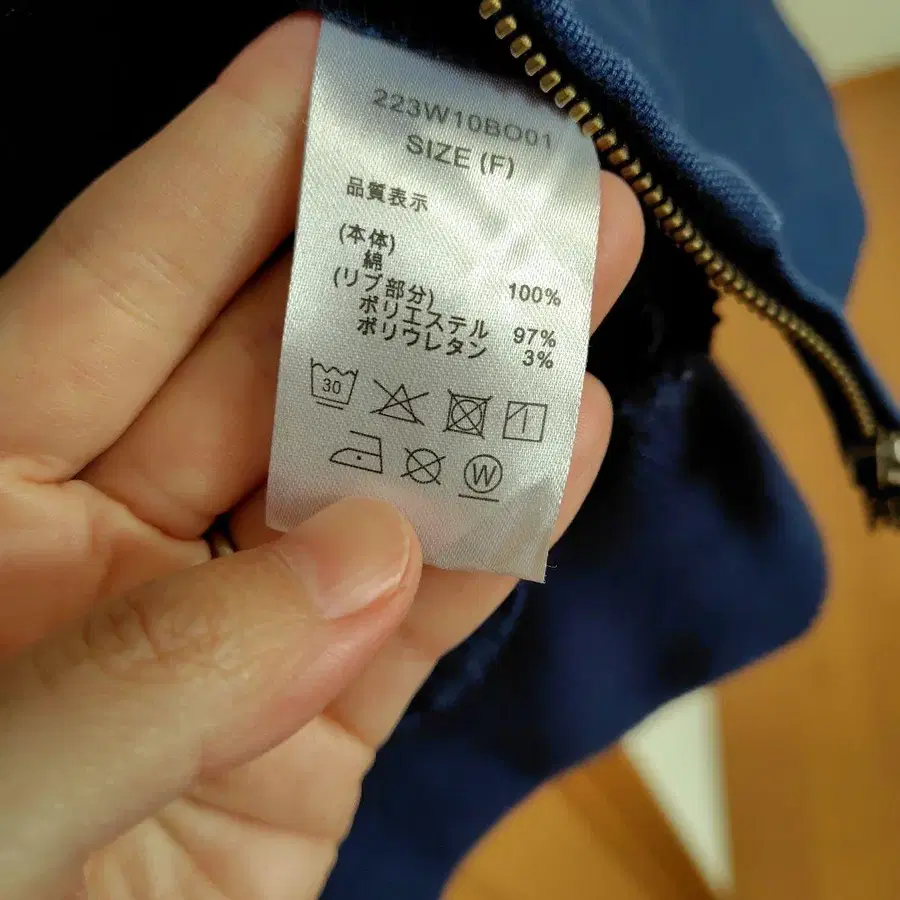 223W10BO01
SIZE (F)
品質表示
(本体)
綿 100%
(リブ部分)
ポリエステル 97%
ポリウレタン 3%
30
W